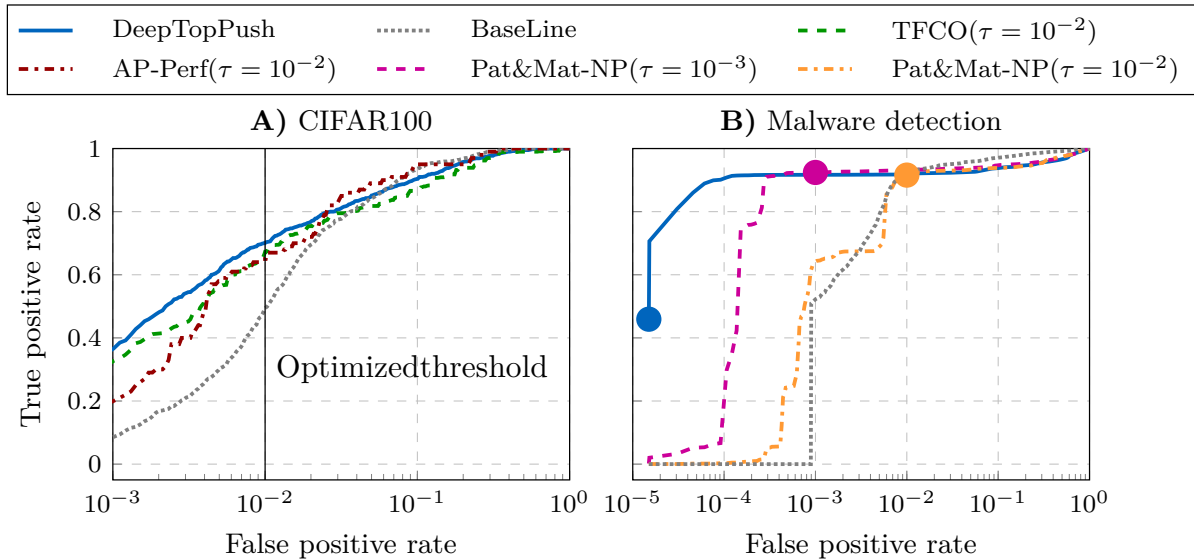 DeepTopPush BaseLine TFCO(τ = 10⁻²)
AP-Perf(τ = 10⁻²) Pat&Mat-NP(τ = 10⁻³) Pat&Mat-NP(τ = 10⁻²)
A) CIFAR100
B) Malware detection
True positive rate
1
0.8
0.6
0.4
0.2
0
Optimizedthreshold
10⁻³ 10⁻² 10⁻¹ 10⁰
10⁻⁵ 10⁻⁴ 10⁻³ 10⁻² 10⁻¹ 10⁰
False positive rate
False positive rate